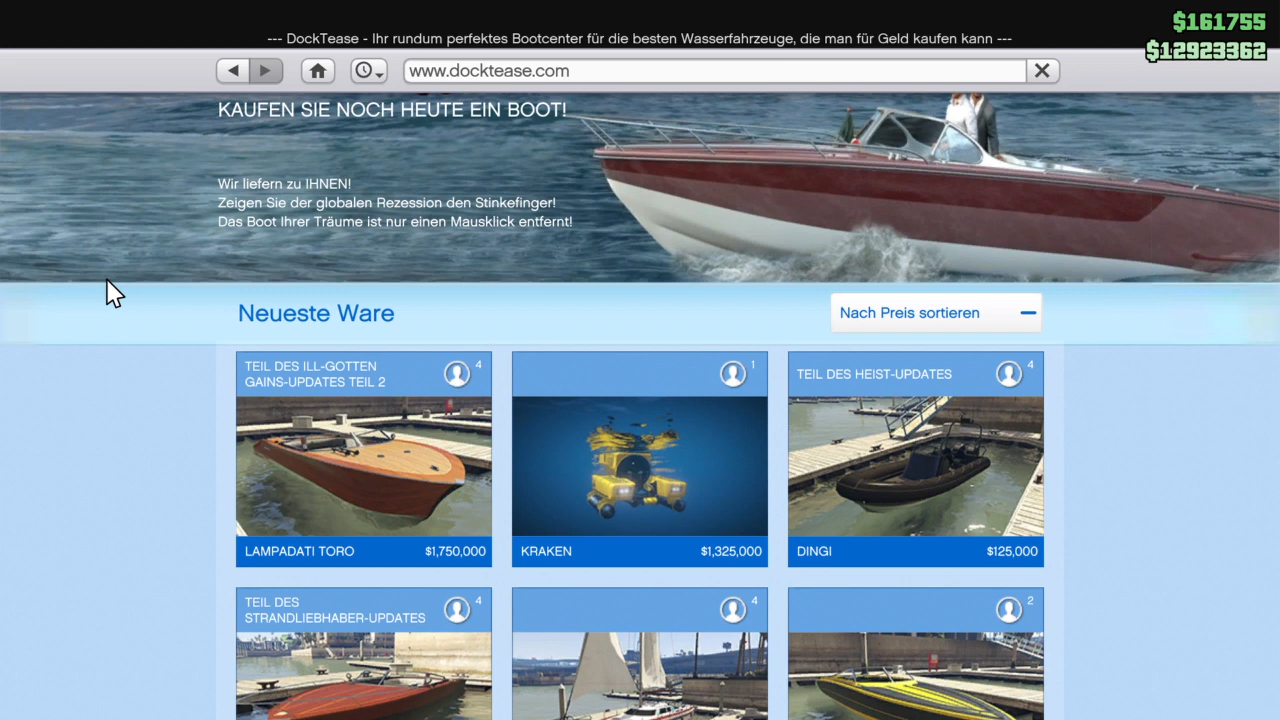 $161755
--- DockTease - Ihr rundum perfektes Bootcenter für die besten Wasserfahrzeuge, die man für Geld kaufen kann ---
$12923362
www.docktease.com
KAUFEN SIE NOCH HEUTE EIN BOOT!
Wir liefern zu IHNEN!
Zeigen Sie der globalen Rezession den Stinkefinger!
Das Boot Ihrer Träume ist nur einen Mausklick entfernt!
Neueste Ware
Nach Preis sortieren
TEIL DES ILL-GOTTEN
GAINS-UPDATES TEIL 2
4
1
TEIL DES HEIST-UPDATES
4
LAMPADATI TORO
$1,750,000
KRAKEN
$1,325,000
DINGI
$125,000
TEIL DES
STRANDLIEBHABER-UPDATES
4
4
2